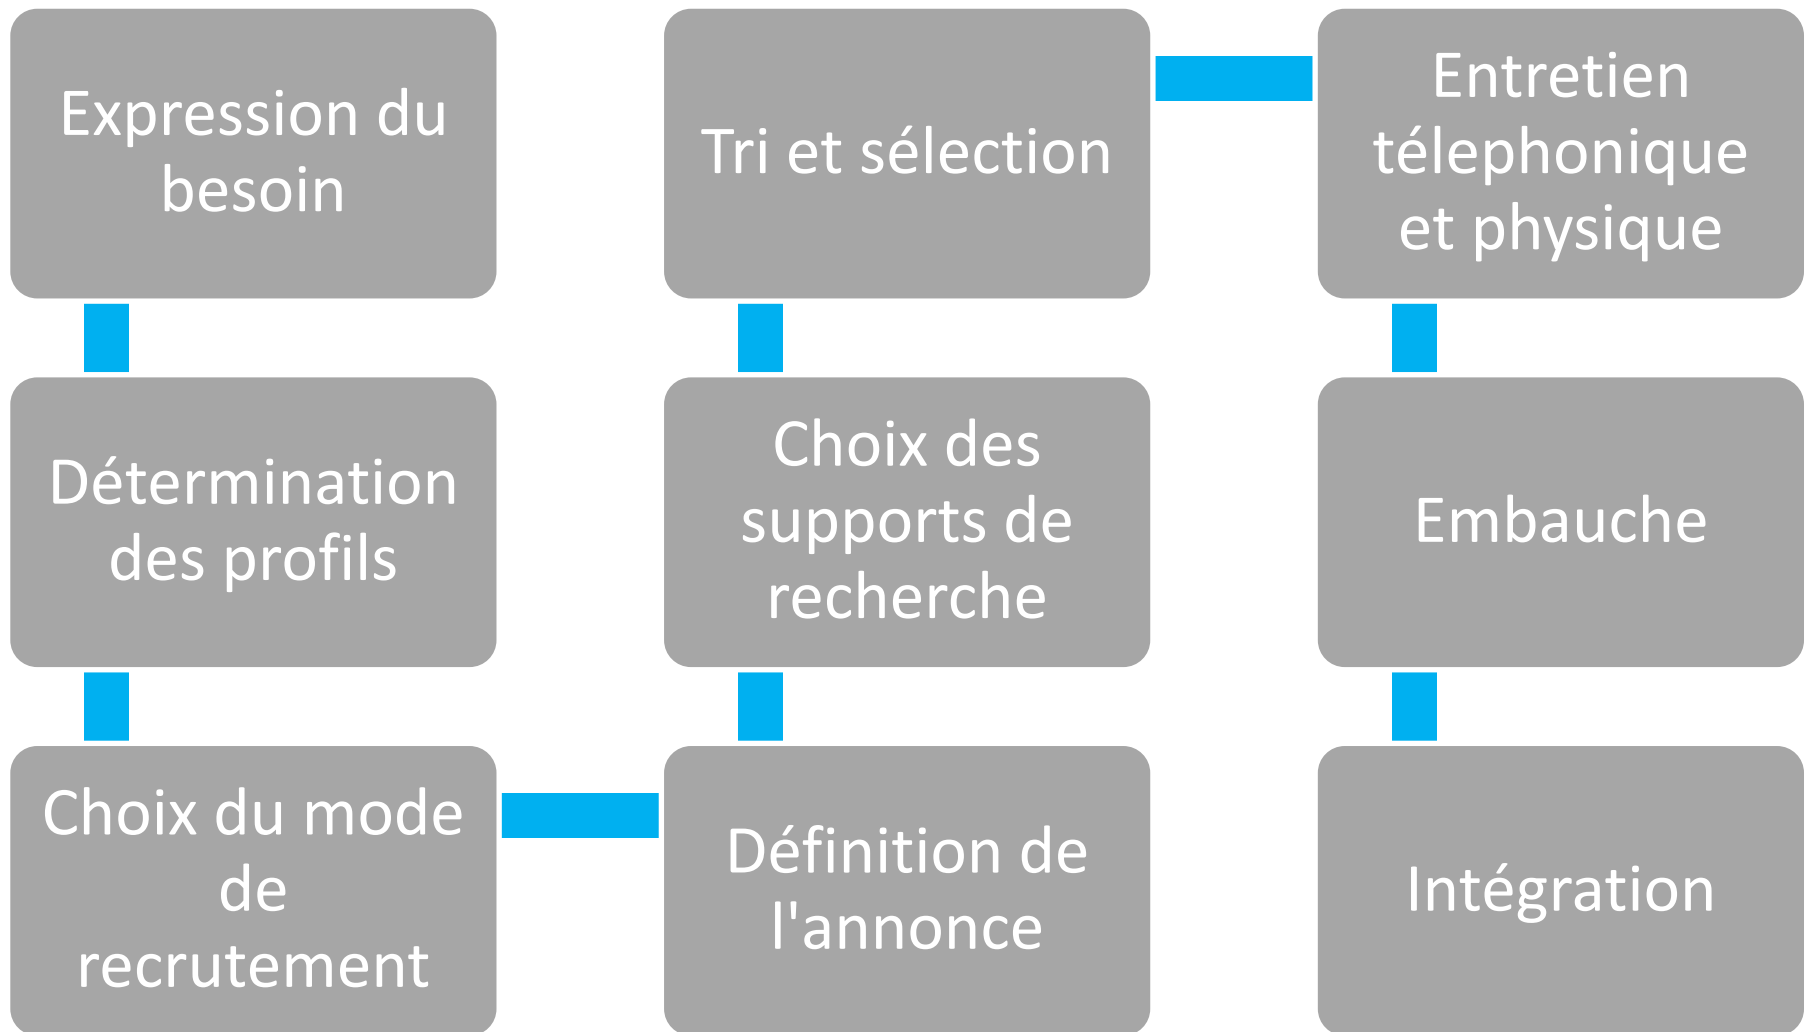 Expression du
besoin
Détermination
des profils
Choix du mode
de
recrutement
Définition de
l'annonce
Choix des
supports de
recherche
Tri et sélection
Entretien
télephonique
et physique
Embauche
Intégration